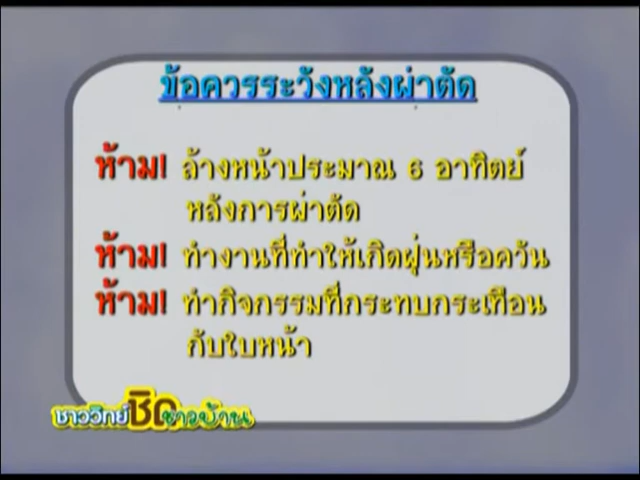 ข้อควรระวังหลังผ่าตัด
ห้าม! ล้างหน้าประมาณ 6 อาทิตย์
หลังการผ่าตัด
ห้าม! ทำงานที่ทำให้เกิดฝุ่นหรือควัน
ห้าม! ทำกิจกรรมที่กระทบกระเทือน
กับใบหน้า
ชาววิทย์ชิดชาวบ้าน